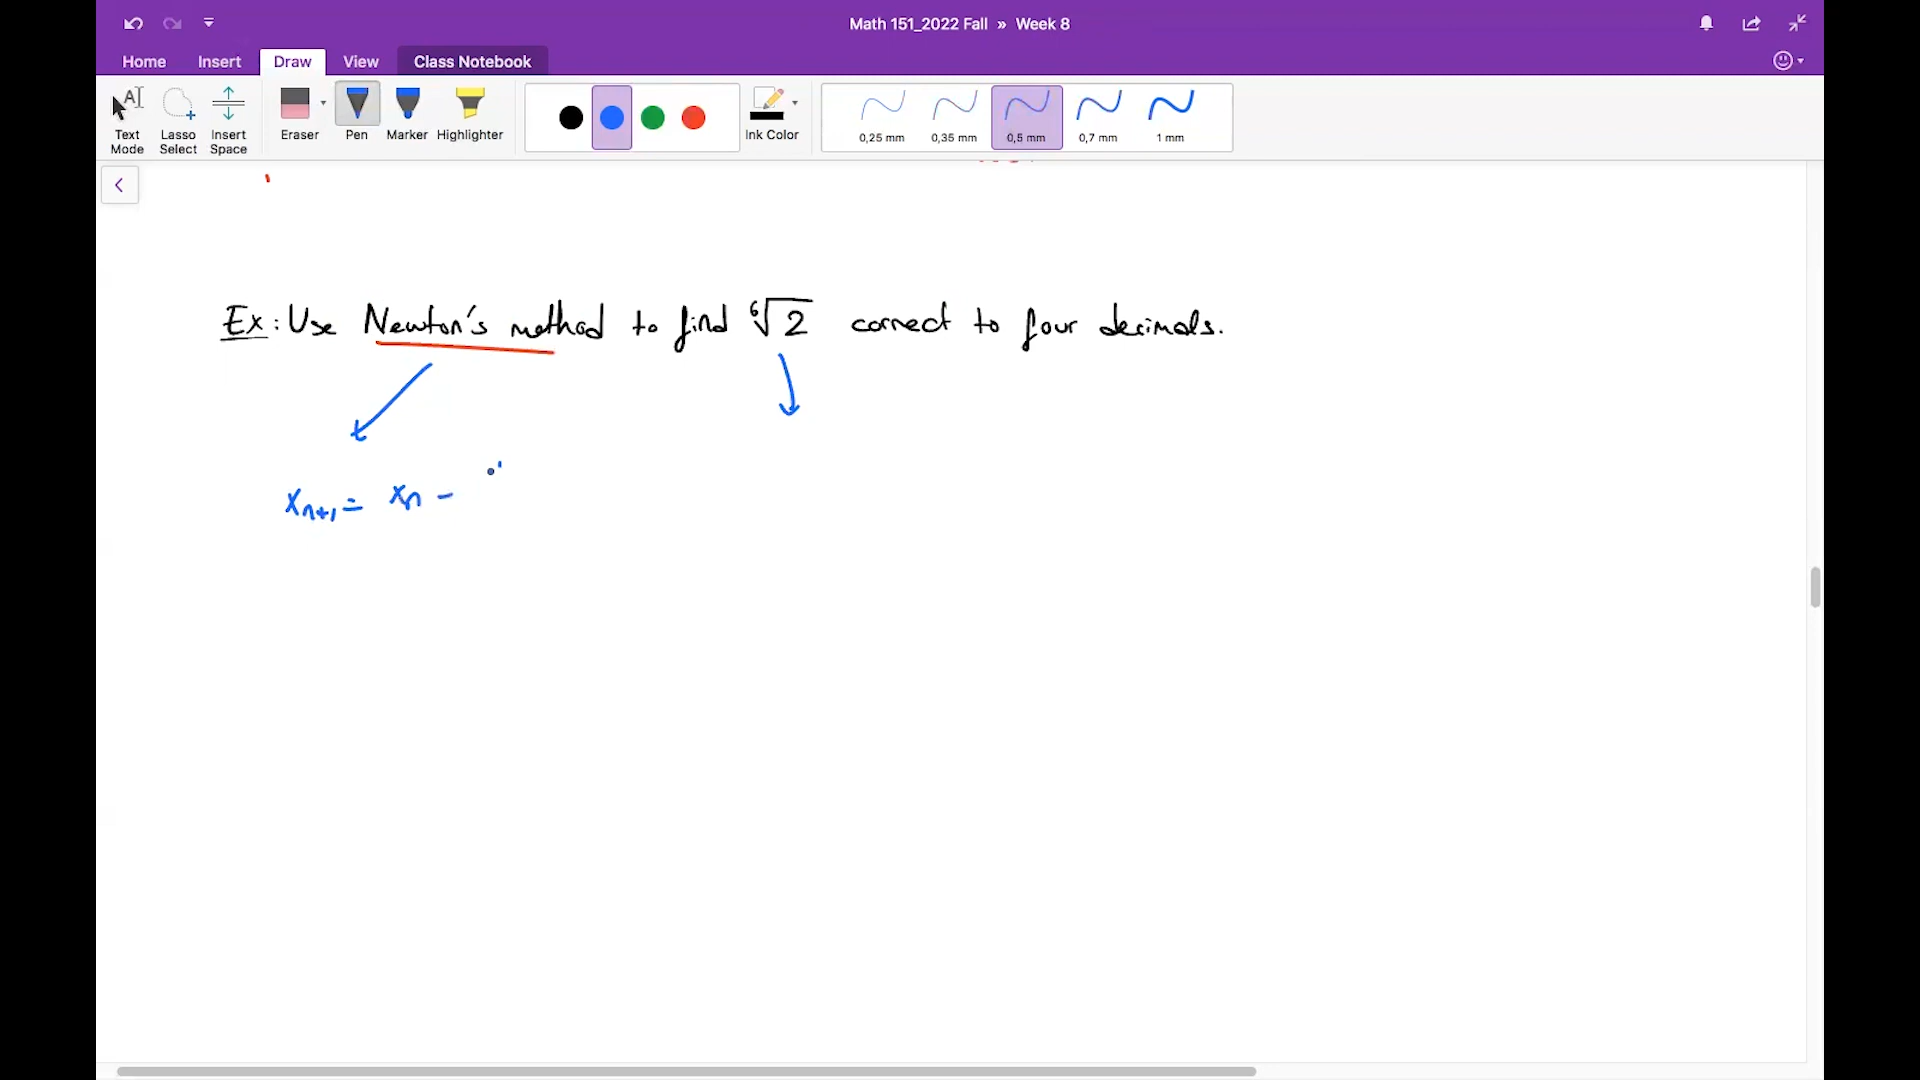 Math 151_2022 Fall » Week 8
Home Insert Draw View Class Notebook
Text Mode
Lasso Select
Insert Space
Eraser
Pen
Marker
Highlighter
Ink Color
0,25 mm
0,35 mm
0,5 mm
0,7 mm
1 mm
Ex: Use Newton's method to find ⁶√2 correct to four decimals.
xₙ₊₁ = xₙ -